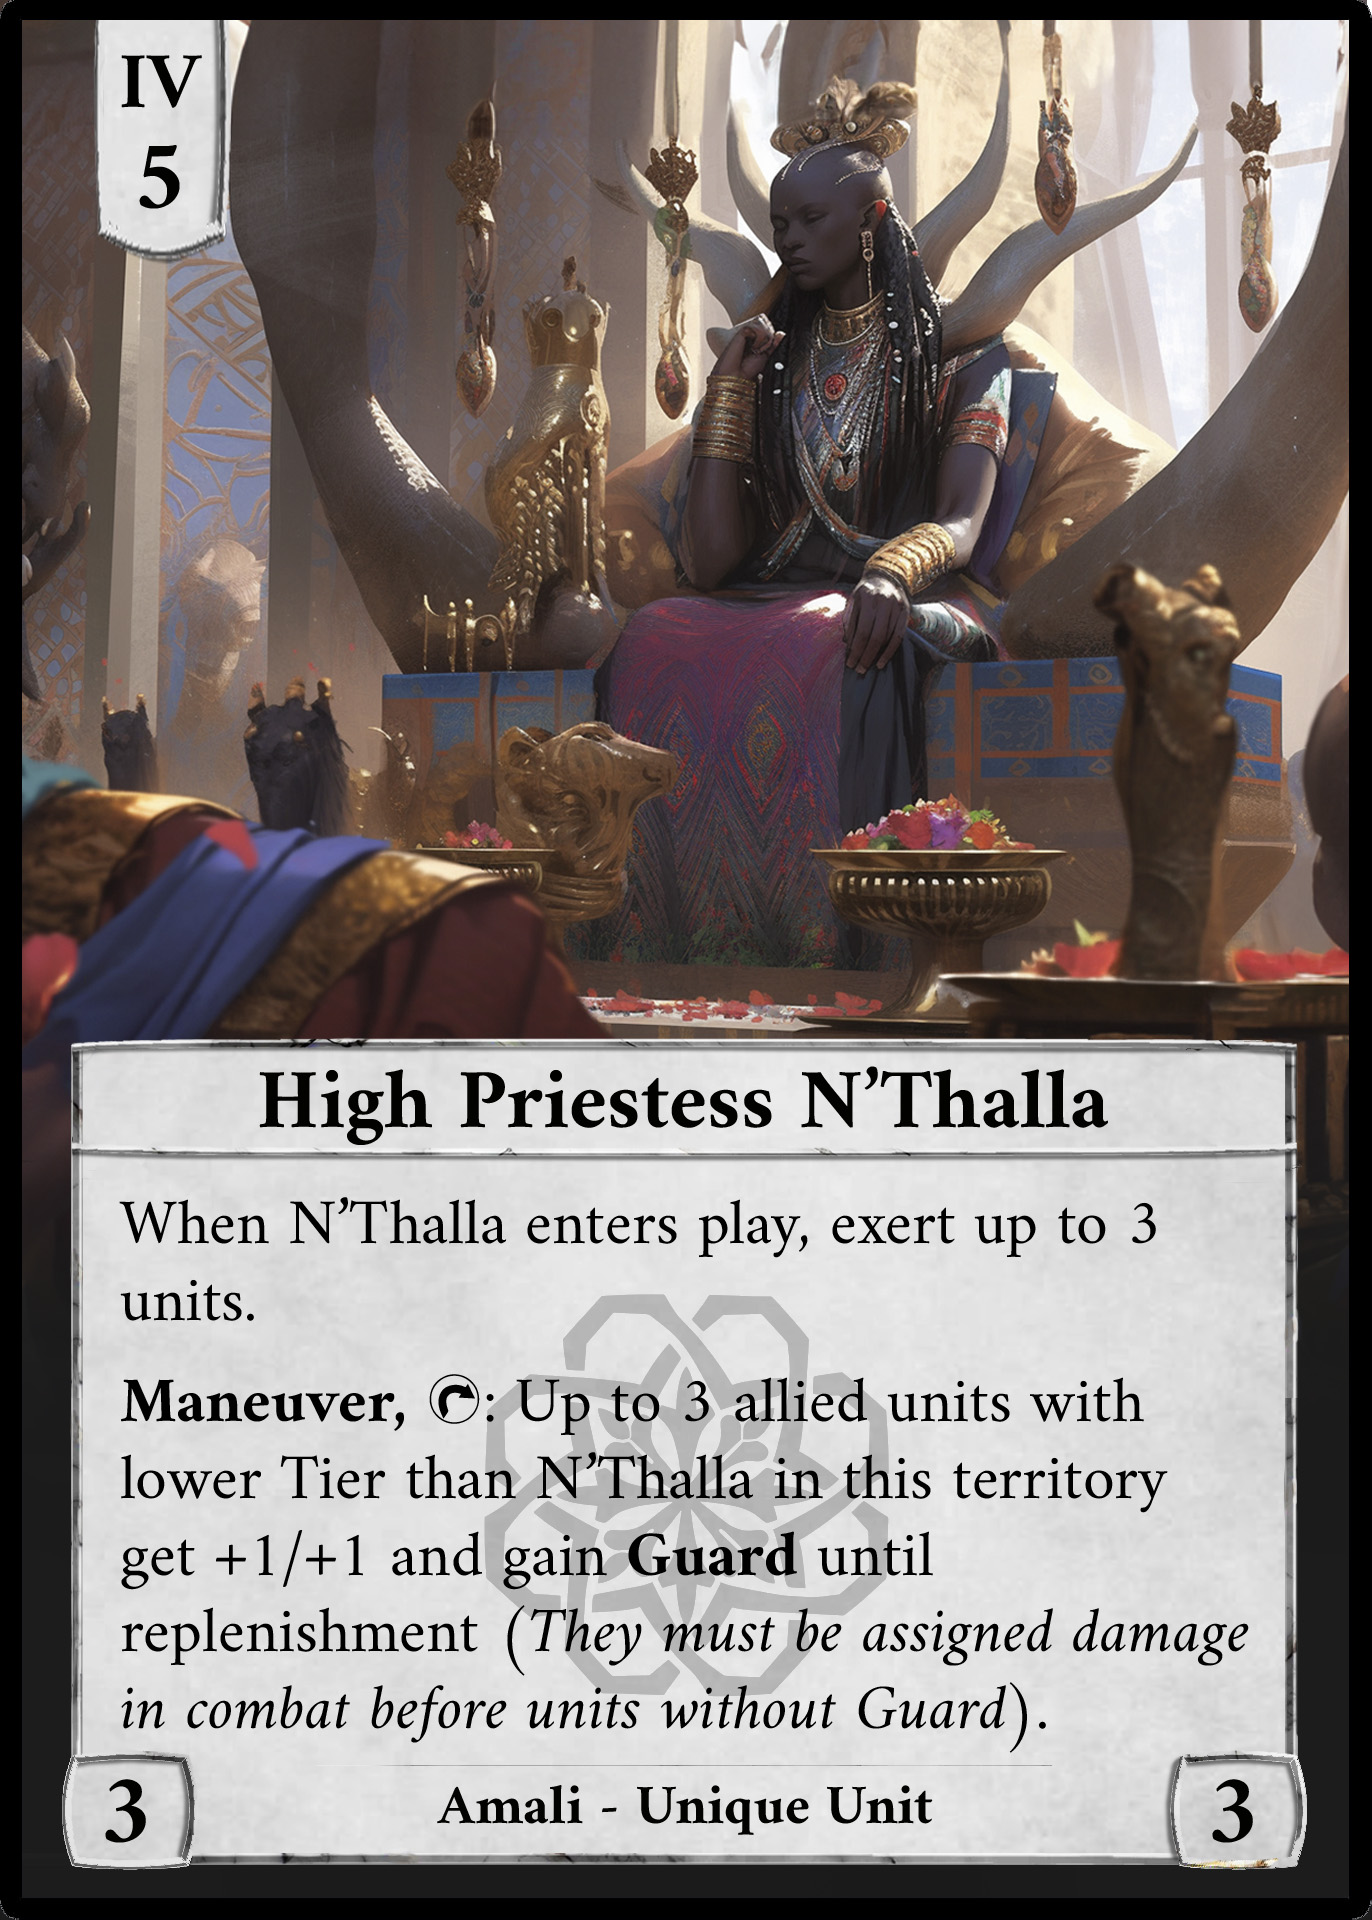 IV
5
High Priestess N’Thalla
When N’Thalla enters play, exert up to 3
units.
Maneuver, : Up to 3 allied units with
lower Tier than N’Thalla in this territory
get +1/+1 and gain Guard until
replenishment (They must be assigned damage
in combat before units without Guard).
3
Amali - Unique Unit
3